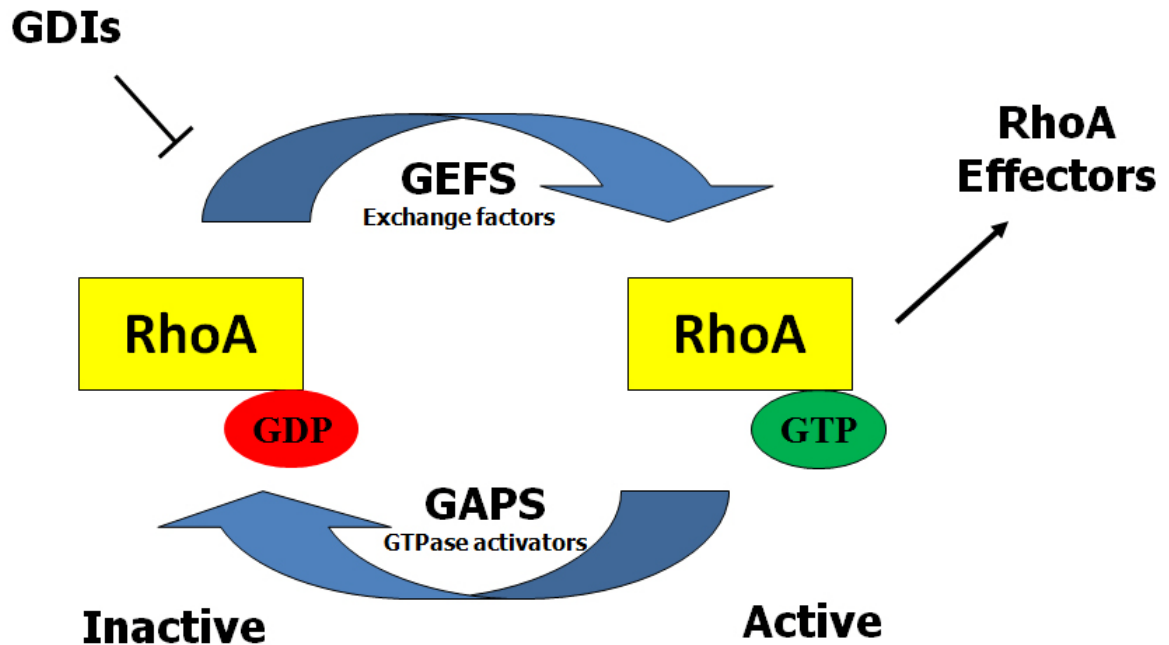 GDIs
RhoA
Effectors
GEFS
Exchange factors
RhoA
RhoA
GDP
GTP
GAPS
GTPase activators
Inactive
Active